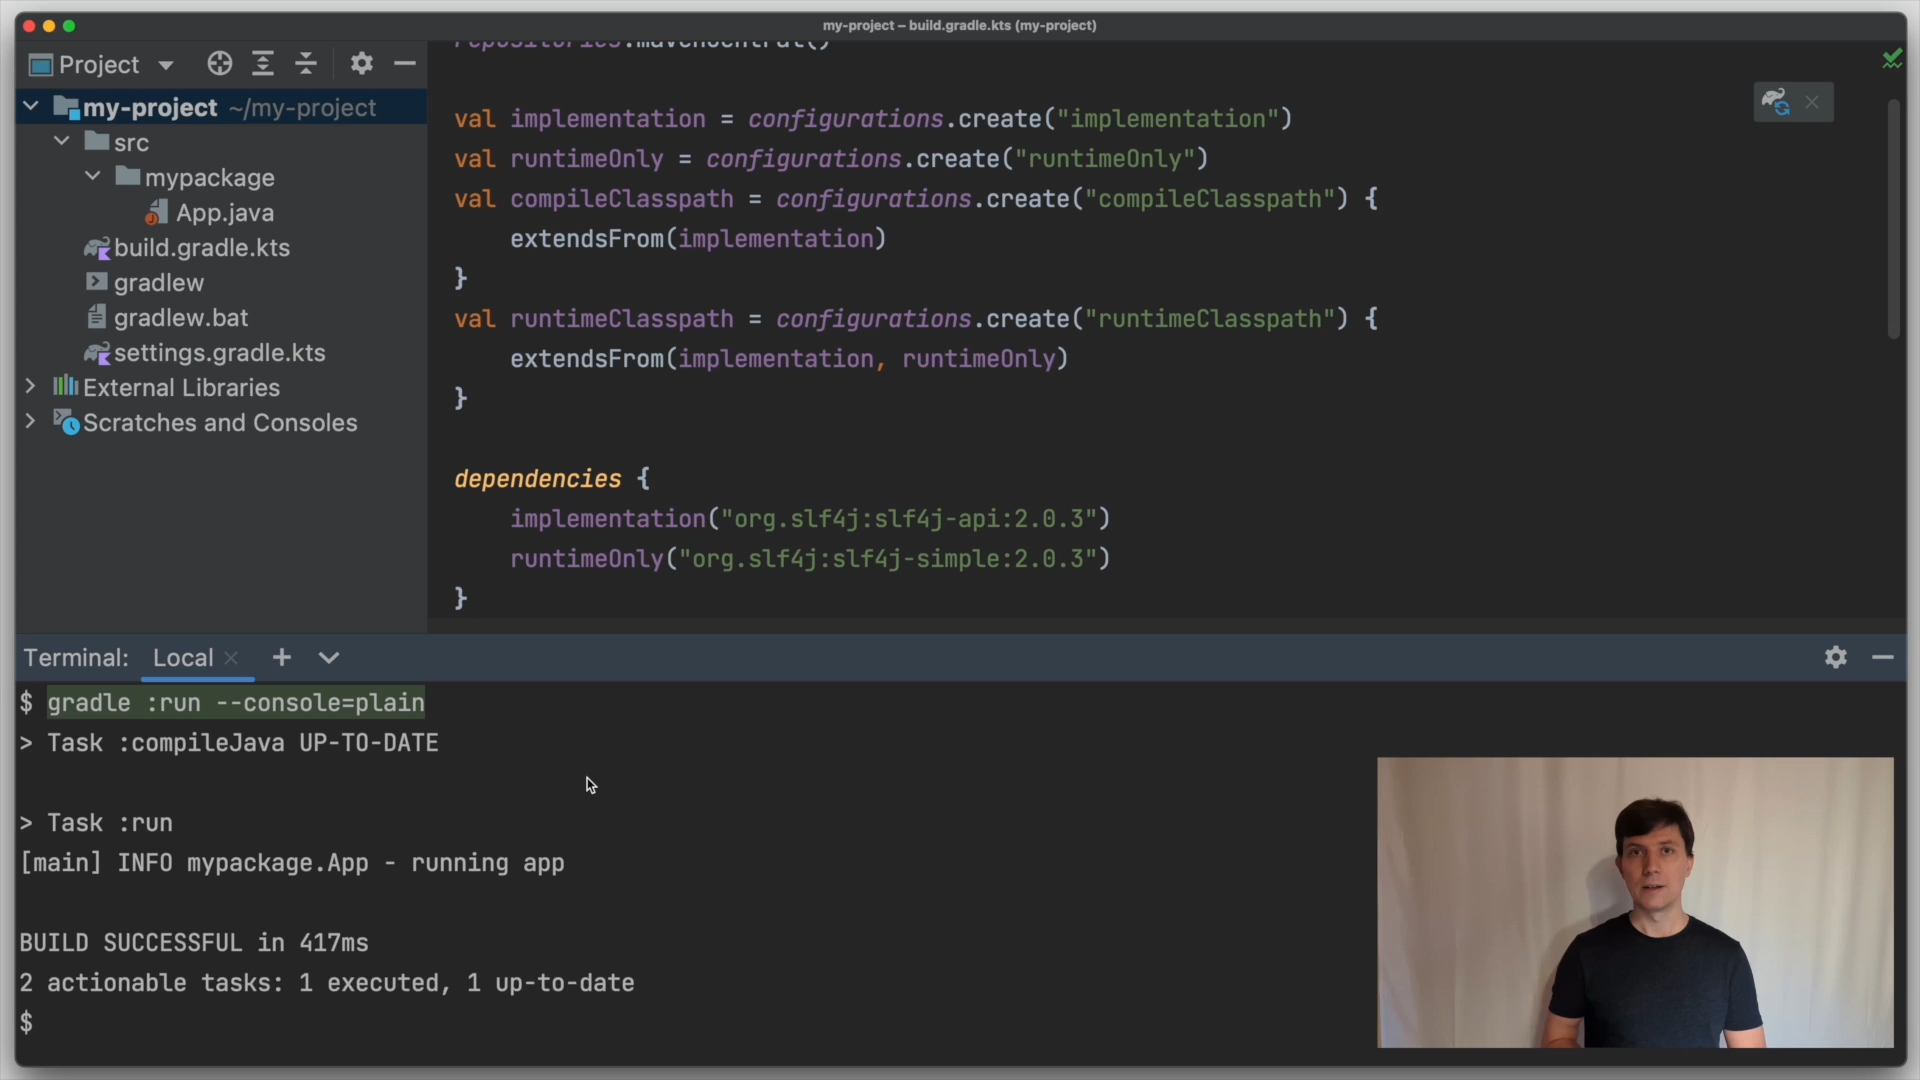 my-project – build.gradle.kts (my-project)
Project
my-project ~/my-project
src
mypackage
App.java
build.gradle.kts
gradlew
gradlew.bat
settings.gradle.kts
External Libraries
Scratches and Consoles
repositories.mavenCentral()
val implementation = configurations.create("implementation")
val runtimeOnly = configurations.create("runtimeOnly")
val compileClasspath = configurations.create("compileClasspath") {
extendsFrom(implementation)
}
val runtimeClasspath = configurations.create("runtimeClasspath") {
extendsFrom(implementation, runtimeOnly)
}
dependencies {
implementation("org.slf4j:slf4j-api:2.0.3")
runtimeOnly("org.slf4j:slf4j-simple:2.0.3")
}
Terminal: Local
$ gradle :run --console=plain
> Task :compileJava UP-TO-DATE
> Task :run
[main] INFO mypackage.App - running app
BUILD SUCCESSFUL in 417ms
2 actionable tasks: 1 executed, 1 up-to-date
$